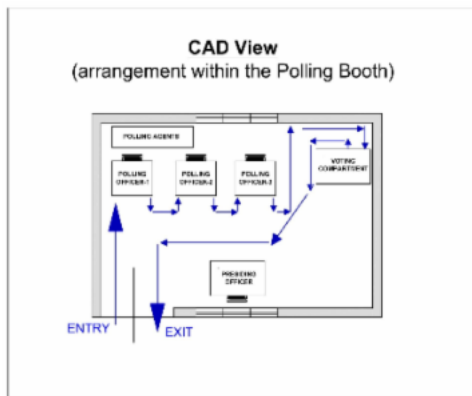 CAD View
(arrangement within the Polling Booth)
POLLING AGENTS
POLLING
OFFICER-1
POLLING
OFFICER-2
POLLING
OFFICER-3
VOTING
COMPARTMENT
PRESIDING
OFFICER
ENTRY
EXIT